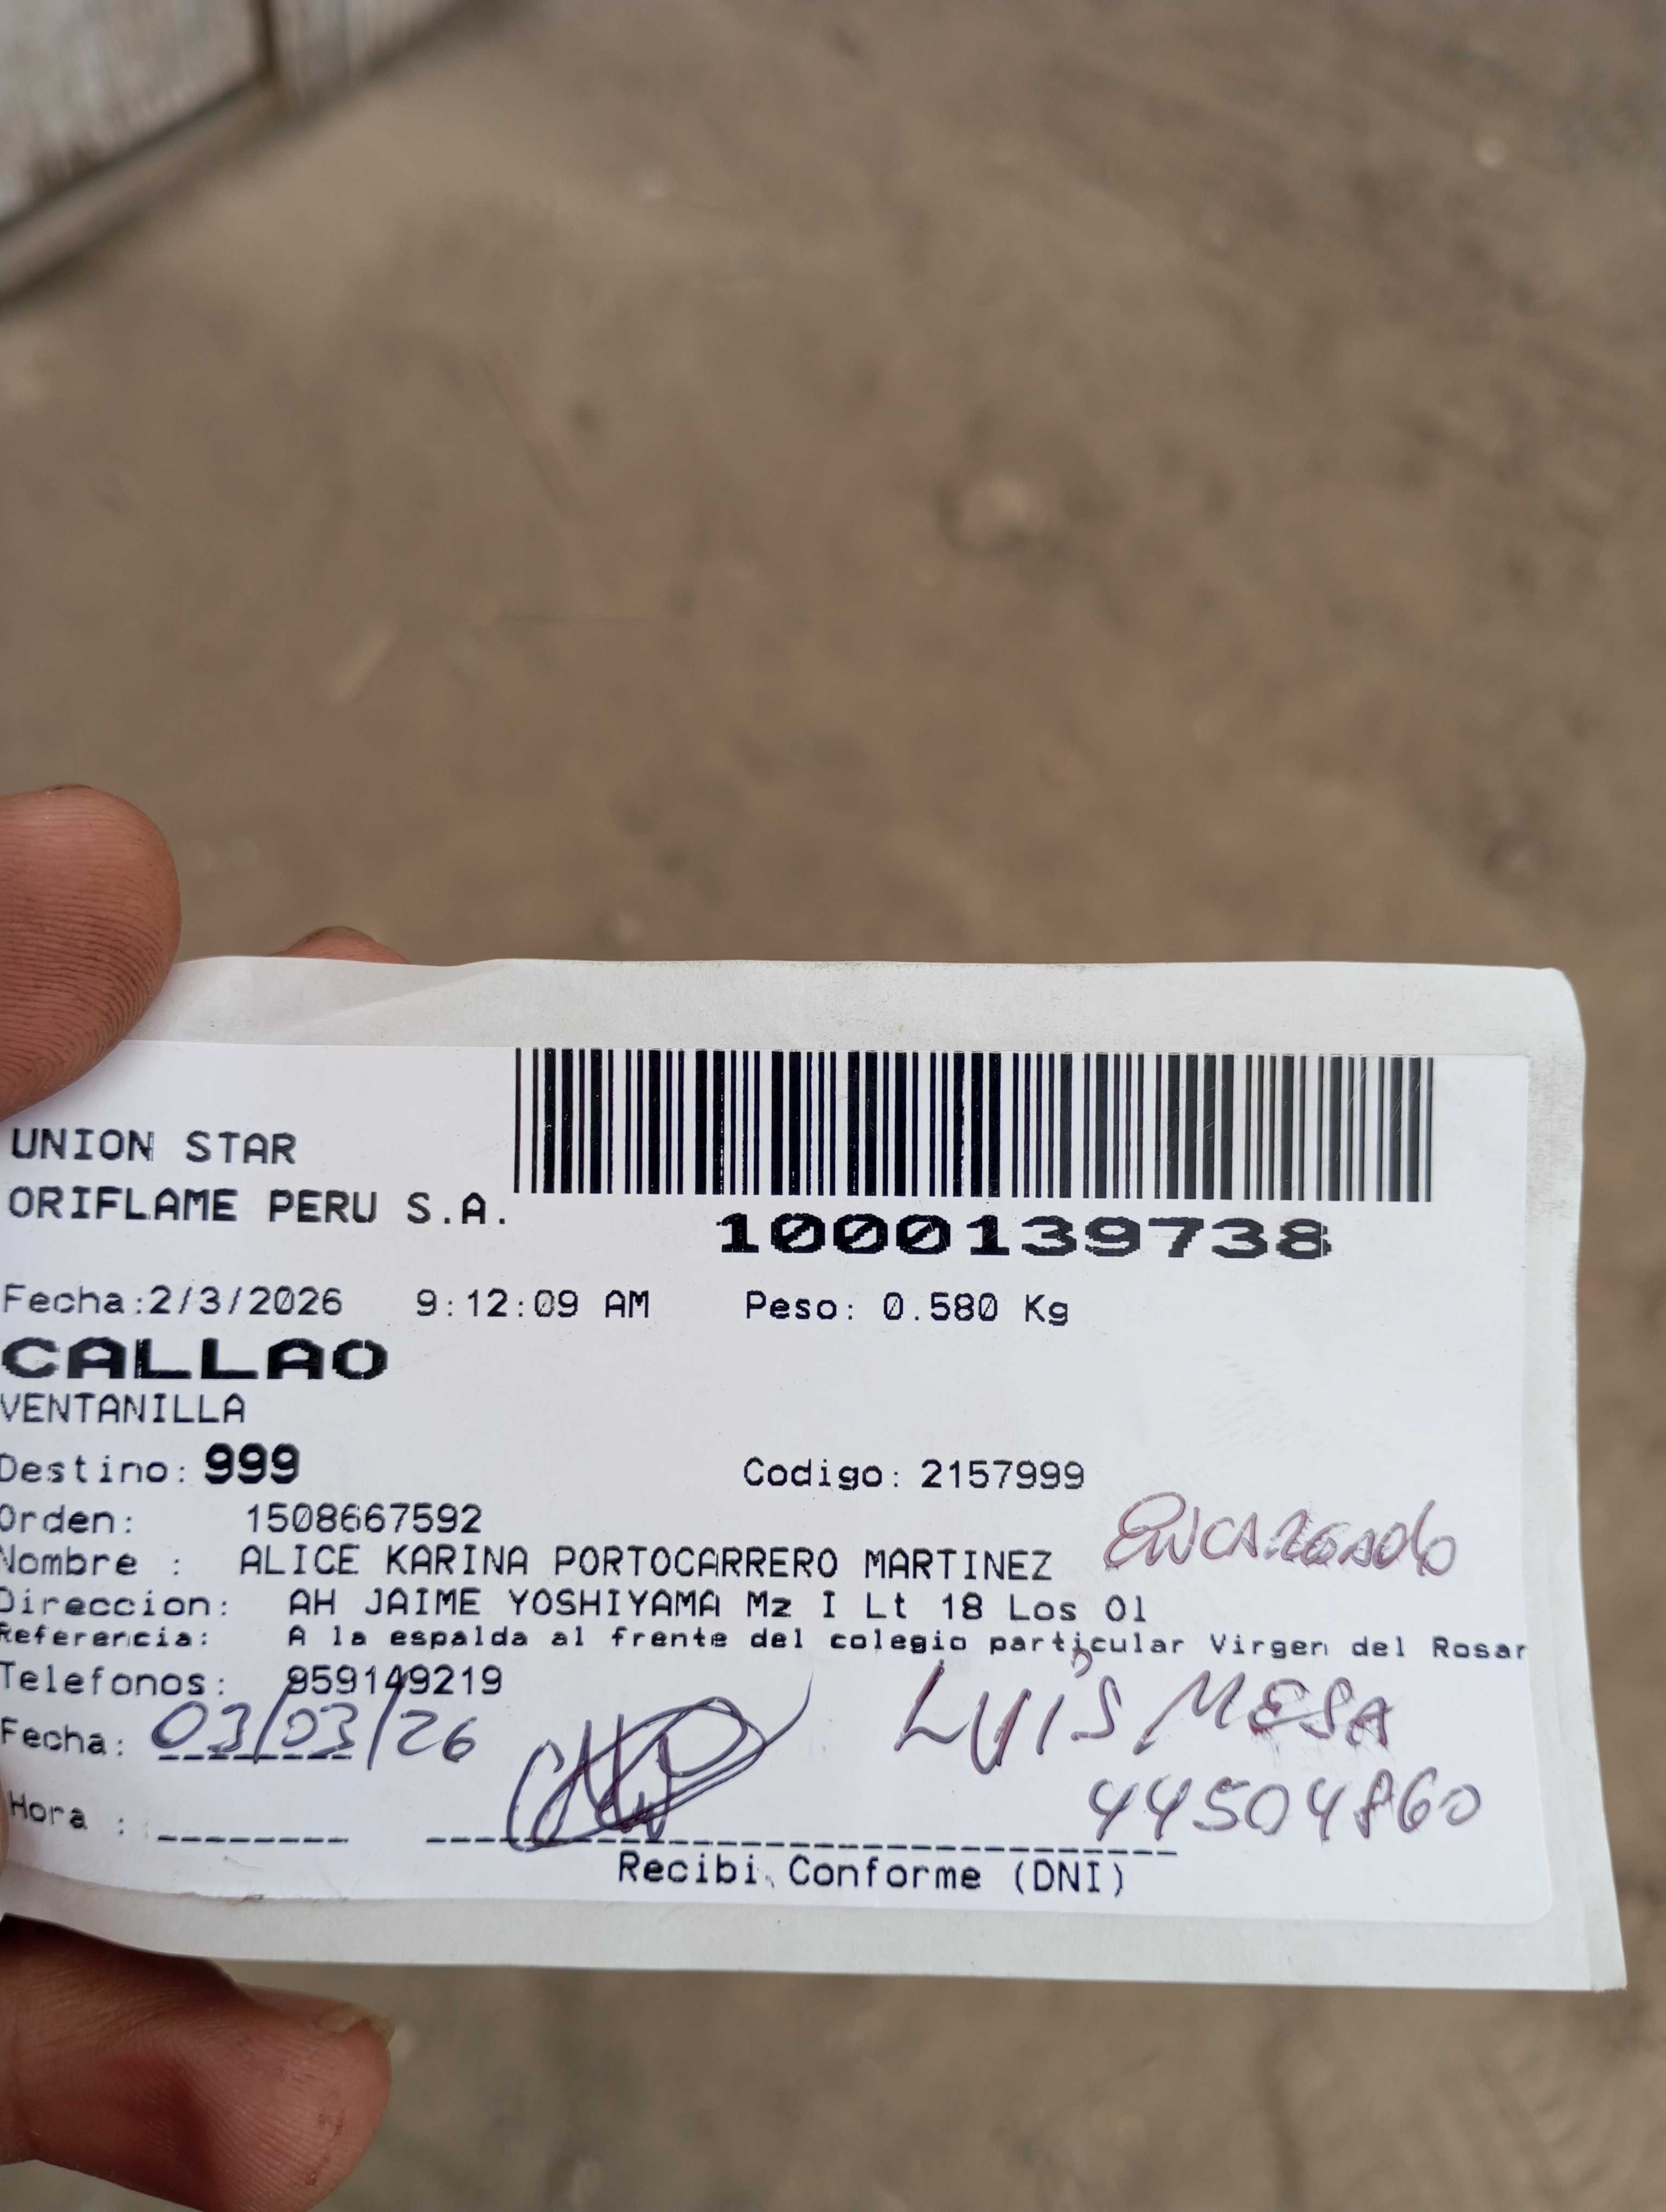 UNION STAR
ORIFLAME PERU S.A.
1000139738
Fecha:2/3/2026 9:12:09 AM Peso: 0.580 Kg
CALLAO
VENTANILLA
Destino: 999 Codigo: 2157999
Orden: 1508667592
ENCARGADO
Nombre : ALICE KARINA PORTOCARRERO MARTINEZ
Direccion: AH JAIME YOSHIYAMA Mz I Lt 18 Los Ol
Referencia: A la espalda al frente del colegio particular Virgen del Rosar
Telefonos: 959149219
LUIS MESA
Fecha: 03/03/26
44504860
Hora :
Recibi Conforme (DNI)